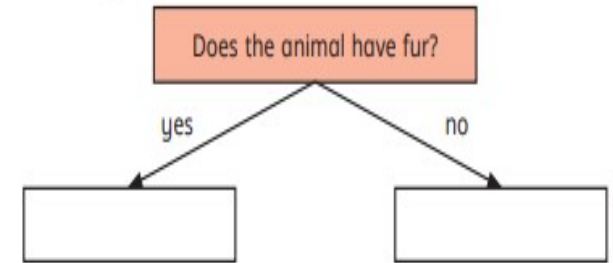 Does the animal have fur?
yes
no